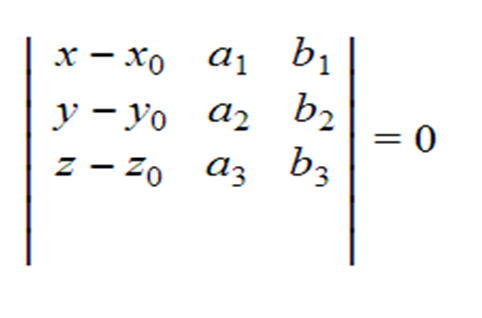 x − x₀ a₁ b₁
y − y₀ a₂ b₂
z − z₀ a₃ b₃ = 0